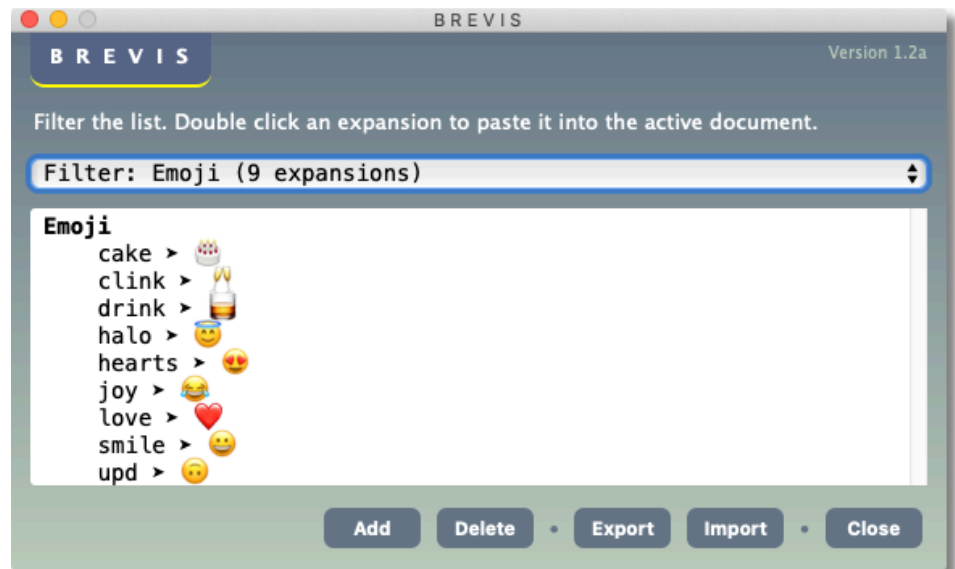 BREVIS
BREVIS
Version 1.2a
Filter the list. Double click an expansion to paste it into the active document.
Filter: Emoji (9 expansions)
Emoji
cake ➤ 🎂
clink ➤ 🥂
drink ➤ 🥃
halo ➤ 😇
hearts ➤ 😍
joy ➤ 😂
love ➤ ❤️
smile ➤ 😀
upd ➤ 🙃
Add Delete • Export Import • Close